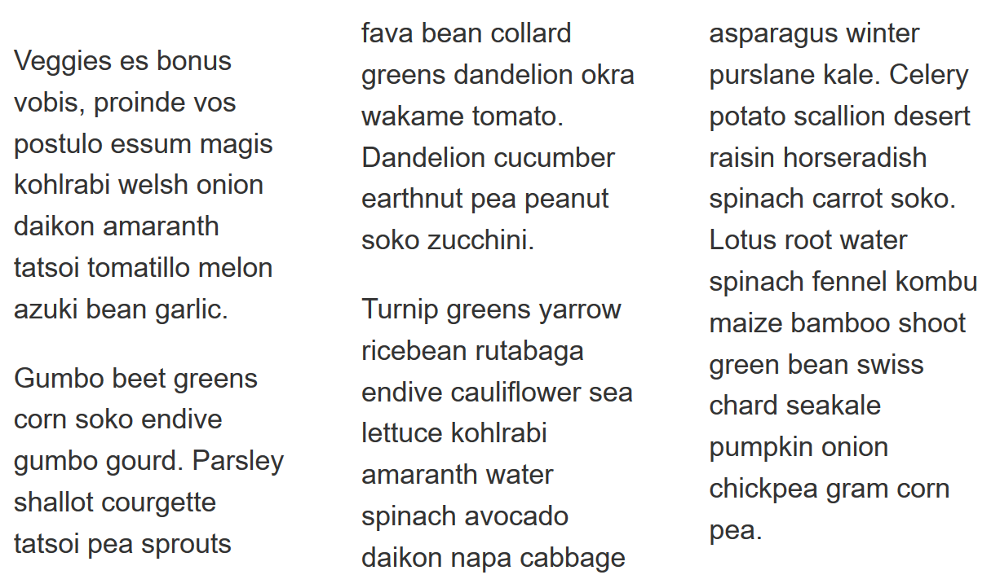 Veggies es bonus
vobis, proinde vos
postulo essum magis
kohlrabi welsh onion
daikon amaranth
tatsoi tomatillo melon
azuki bean garlic.
Gumbo beet greens
corn soko endive
gumbo gourd. Parsley
shallot courgette
tatsoi pea sprouts
fava bean collard
greens dandelion okra
wakame tomato.
Dandelion cucumber
earthnut pea peanut
soko zucchini.
Turnip greens yarrow
ricebean rutabaga
endive cauliflower sea
lettuce kohlrabi
amaranth water
spinach avocado
daikon napa cabbage
asparagus winter
purslane kale. Celery
potato scallion desert
raisin horseradish
spinach carrot soko.
Lotus root water
spinach fennel kombu
maize bamboo shoot
green bean swiss
chard seakale
pumpkin onion
chickpea gram corn
pea.